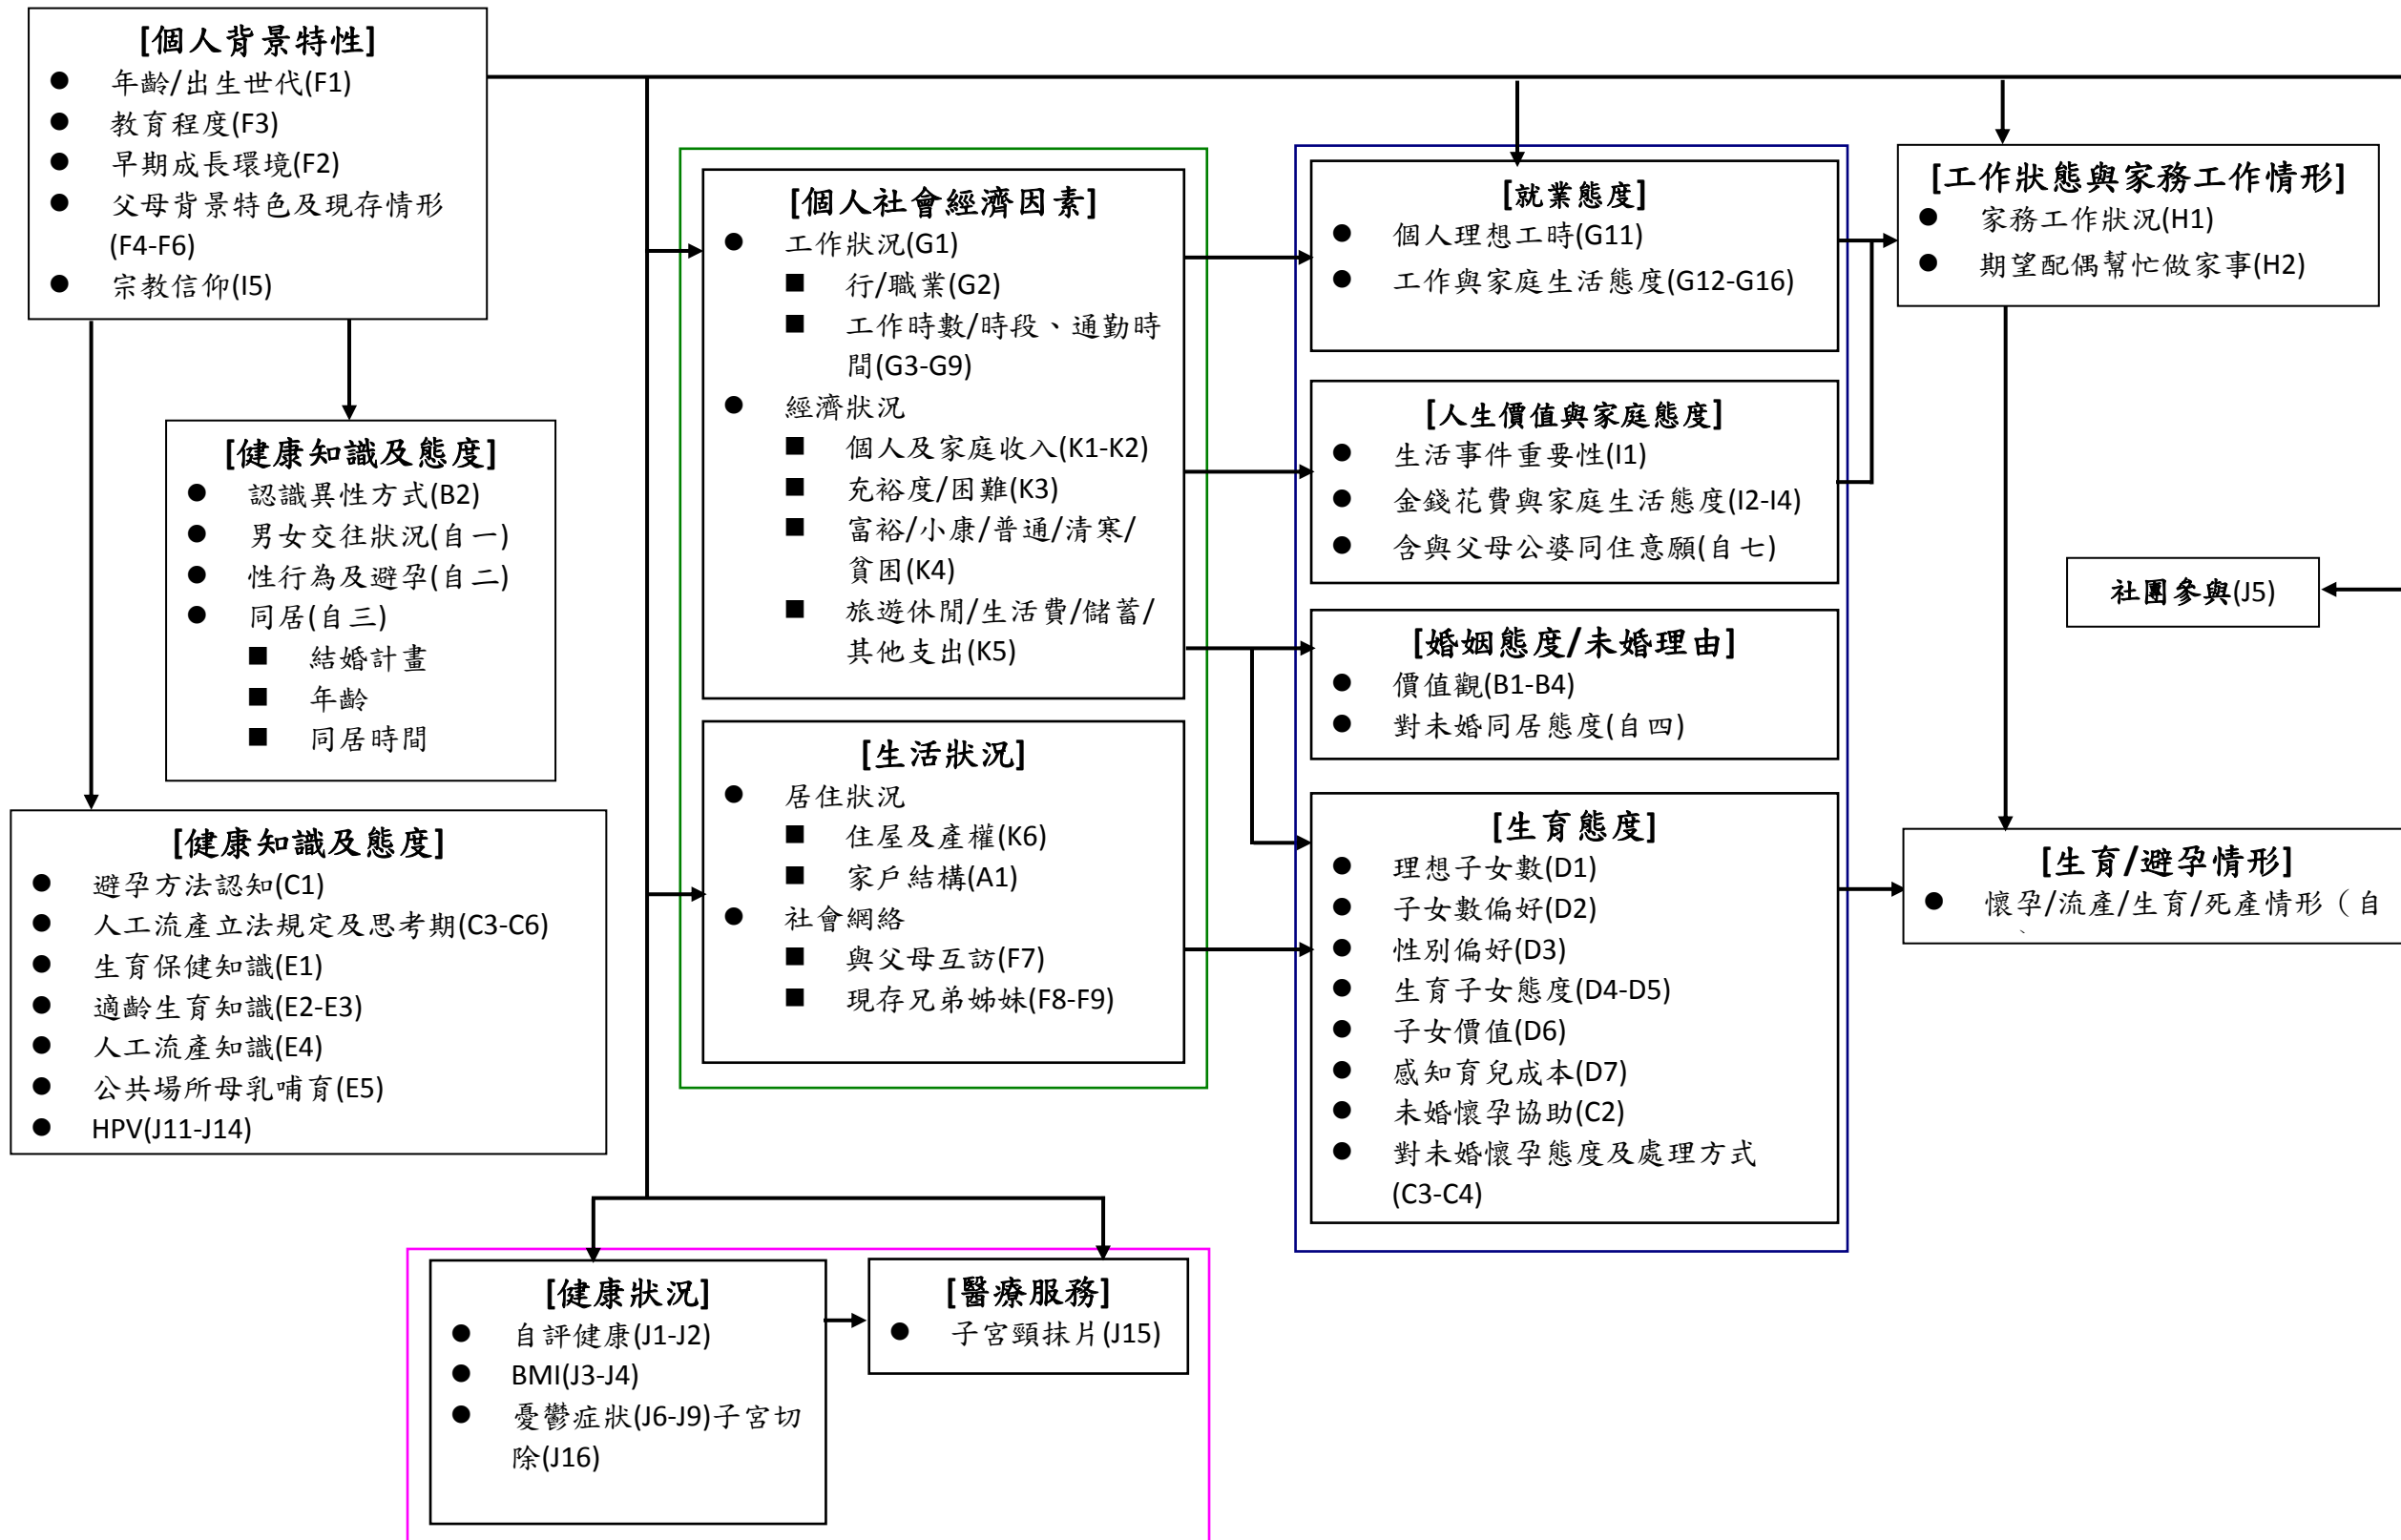 [個人背景特性]
● 年齡/出生世代(F1)
● 教育程度(F3)
● 早期成長環境(F2)
● 父母背景特色及現存情形
(F4-F6)
● 宗教信仰(I5)
[健康知識及態度]
● 認識異性方式(B2)
● 男女交往狀況(自一)
● 性行為及避孕(自二)
● 同居(自三)
■ 結婚計畫
■ 年齡
■ 同居時間
[健康知識及態度]
● 避孕方法認知(C1)
● 人工流產立法規定及思考期(C3-C6)
● 生育保健知識(E1)
● 適齡生育知識(E2-E3)
● 人工流產知識(E4)
● 公共場所母乳哺育(E5)
● HPV(J11-J14)
[個人社會經濟因素]
● 工作狀況(G1)
■ 行/職業(G2)
■ 工作時數/時段、通勤時
間(G3-G9)
● 經濟狀況
■ 個人及家庭收入(K1-K2)
■ 充裕度/困難(K3)
■ 富裕/小康/普通/清寒/
貧困(K4)
■ 旅遊休閒/生活費/儲蓄/
其他支出(K5)
[生活狀況]
● 居住狀況
■ 住屋及產權(K6)
■ 家戶結構(A1)
● 社會網絡
■ 與父母互訪(F7)
■ 現存兄弟姊妹(F8-F9)
[就業態度]
● 個人理想工時(G11)
● 工作與家庭生活態度(G12-G16)
[人生價值與家庭態度]
● 生活事件重要性(I1)
● 金錢花費與家庭生活態度(I2-I4)
● 含與父母公婆同住意願(自七)
[婚姻態度/未婚理由]
● 價值觀(B1-B4)
● 對未婚同居態度(自四)
[生育態度]
● 理想子女數(D1)
● 子女數偏好(D2)
● 性別偏好(D3)
● 生育子女態度(D4-D5)
● 子女價值(D6)
● 感知育兒成本(D7)
● 未婚懷孕協助(C2)
● 對未婚懷孕態度及處理方式
(C3-C4)
[工作狀態與家務工作情形]
● 家務工作狀況(H1)
● 期望配偶幫忙做家事(H2)
社團參與(J5)
[生育/避孕情形]
● 懷孕/流產/生育/死產情形（自
[健康狀況]
● 自評健康(J1-J2)
● BMI(J3-J4)
● 憂鬱症狀(J6-J9)子宮切
除(J16)
[醫療服務]
● 子宮頸抹片(J15)